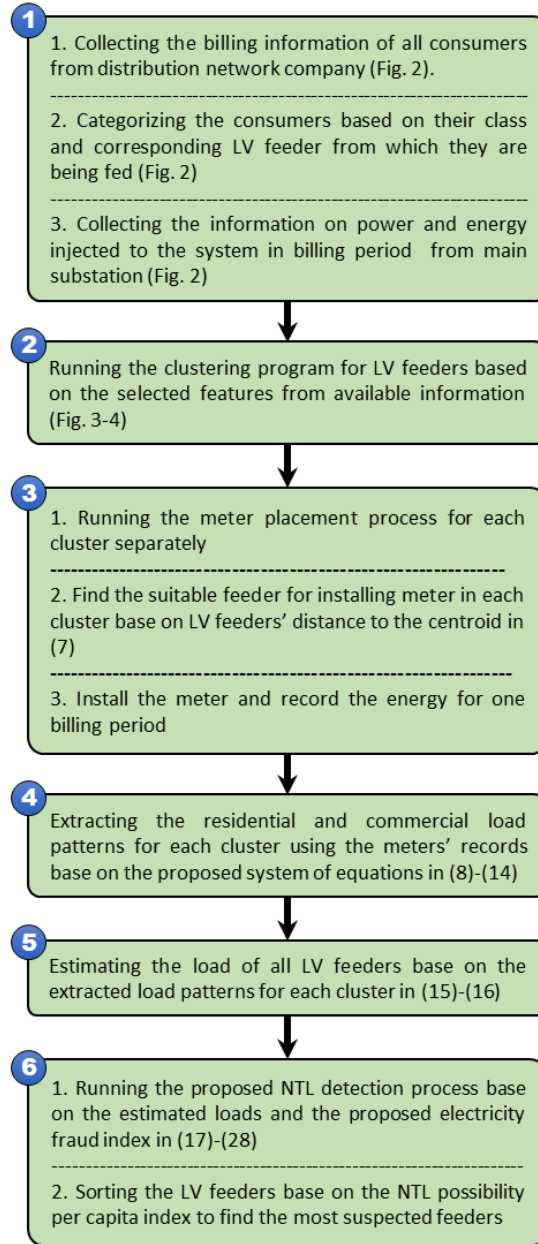 1
1. Collecting the billing information of all consumers
from distribution network company (Fig. 2).
2. Categorizing the consumers based on their class
and corresponding LV feeder from which they are
being fed (Fig. 2)
3. Collecting the information on power and energy
injected to the system in billing period from main
substation (Fig. 2)
2
Running the clustering program for LV feeders based
on the selected features from available information
(Fig. 3-4)
3
1. Running the meter placement process for each
cluster separately
2. Find the suitable feeder for installing meter in each
cluster base on LV feeders' distance to the centroid in
(7)
3. Install the meter and record the energy for one
billing period
4
Extracting the residential and commercial load
patterns for each cluster using the meters' records
base on the proposed system of equations in (8)-(14)
5
Estimating the load of all LV feeders base on the
extracted load patterns for each cluster in (15)-(16)
6
1. Running the proposed NTL detection process base
on the estimated loads and the proposed electricity
fraud index in (17)-(28)
2. Sorting the LV feeders base on the NTL possibility
per capita index to find the most suspected feeders